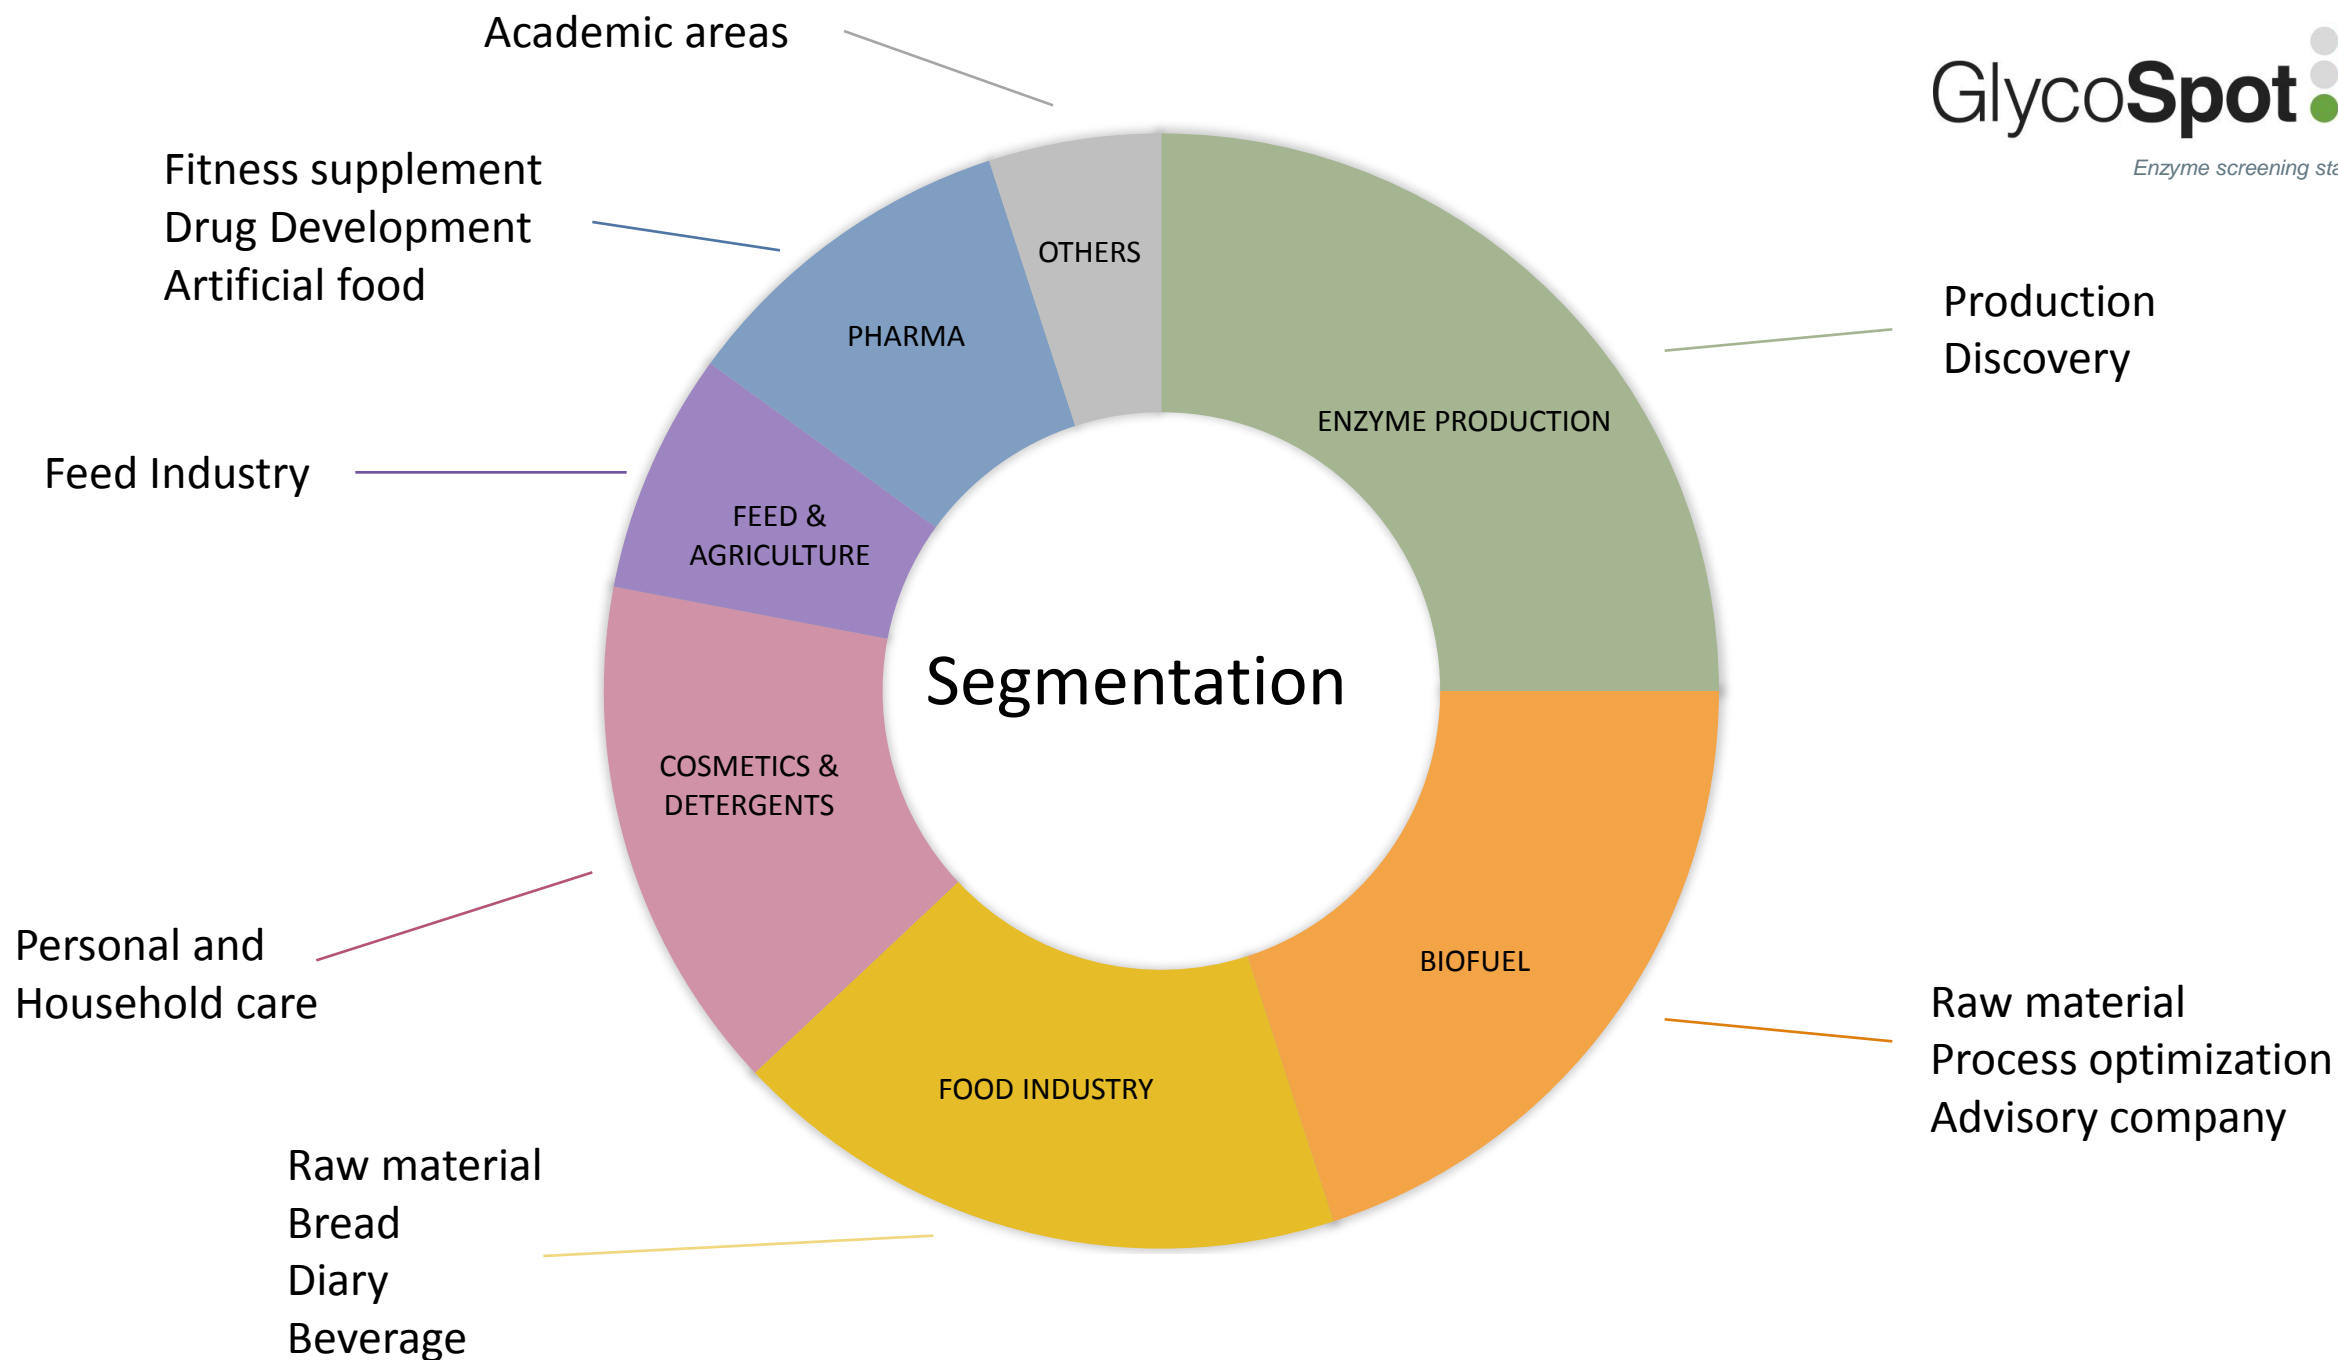 Academic areas
GlycoSpot
Enzyme screening
Fitness supplement
Drug Development
Artificial food
OTHERS
PHARMA
Production
Discovery
ENZYME PRODUCTION
Feed Industry
FEED &
AGRICULTURE
Segmentation
COSMETICS &
DETERGENTS
Personal and
Household care
BIOFUEL
Raw material
Process optimization
Advisory company
FOOD INDUSTRY
Raw material
Bread
Diary
Beverage